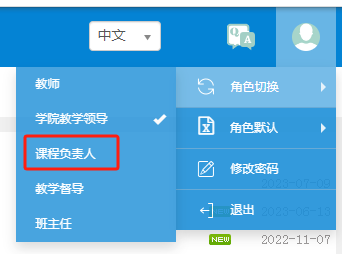 中文
QA
教师
学院教学领导
课程负责人
教学督导
班主任
角色切换
角色默认
修改密码
退出
NEW
2022-11-07